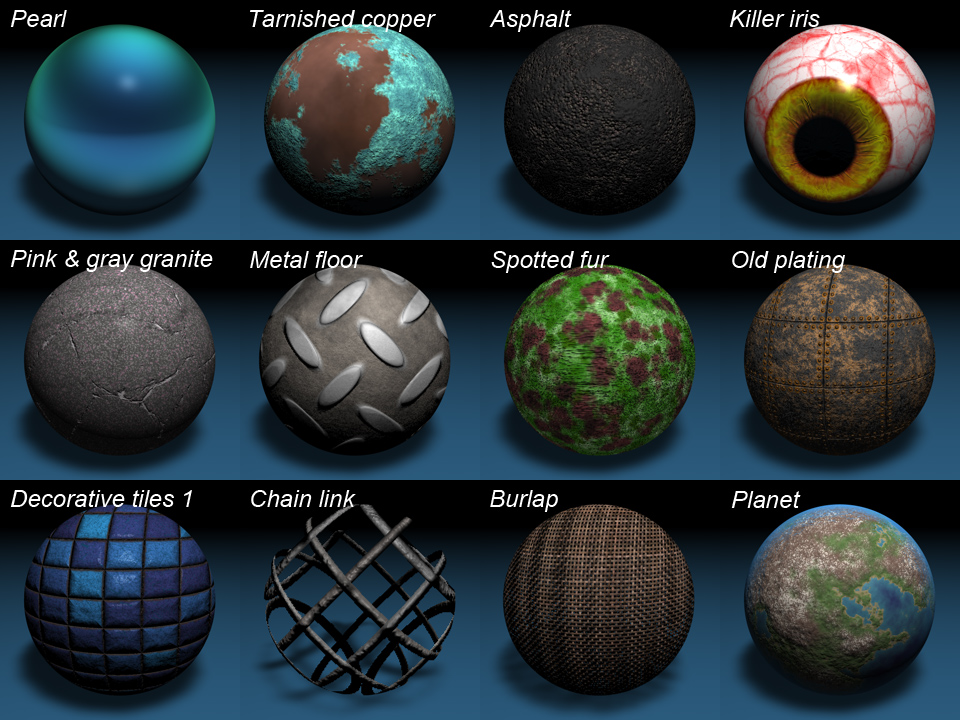 Pearl
Tarnished copper
Asphalt
Killer iris
Pink & gray granite
Metal floor
Spotted fur
Old plating
Decorative tiles 1
Chain link
Burlap
Planet